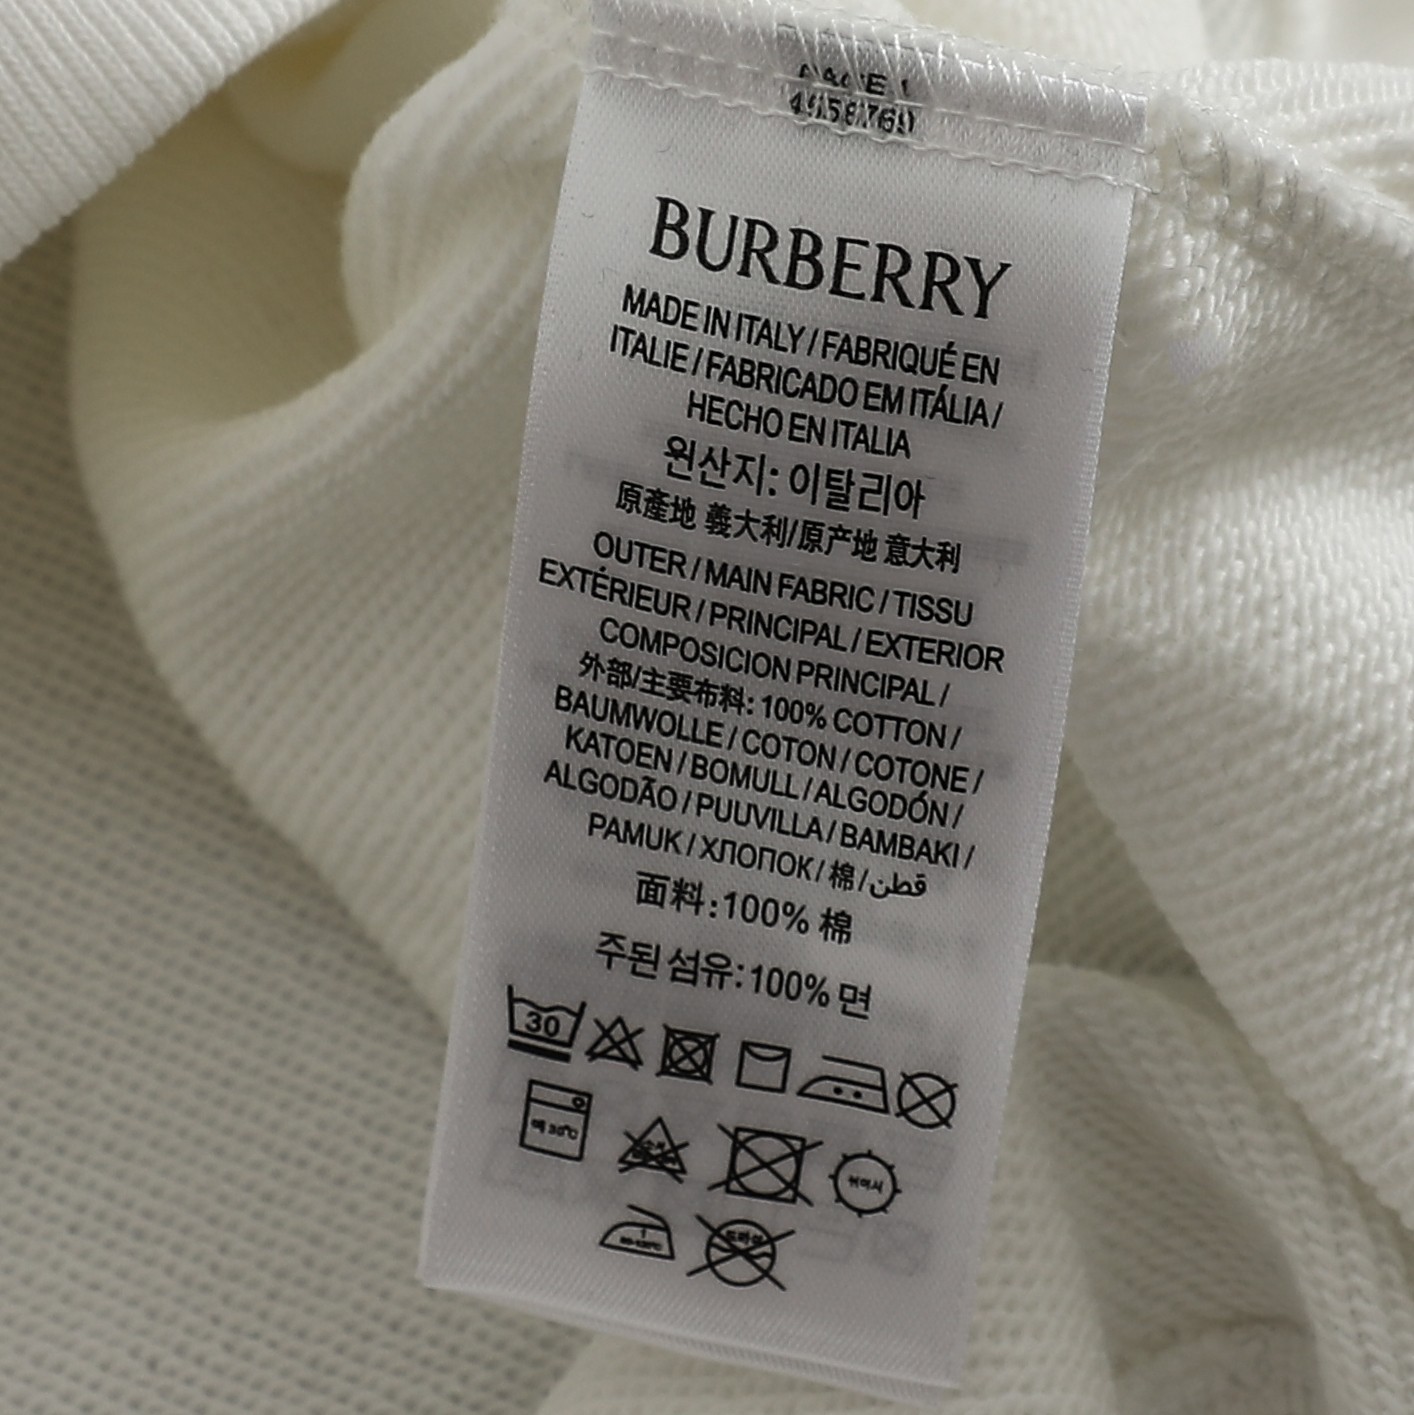 BURBERRY
MADE IN ITALY / FABRIQUÉ EN
ITALIE / FABRICADO EM ITÁLIA /
HECHO EN ITALIA
원산지: 이탈리아
原產地 義大利/原产地 意大利
OUTER / MAIN FABRIC / TISSU
EXTÉRIEUR / PRINCIPAL / EXTERIOR
COMPOSICION PRINCIPAL /
外部/主要布料: 100% COTTON /
BAUMWOLLE / COTON / COTONE /
KATOEN / BOMULL / ALGODÓN /
ALGODÃO / PUUVILLA / BAMBAKI /
PAMUK / ХЛОПОК / 棉 / قطن
面料: 100% 棉
주된 섬유: 100% 면
30